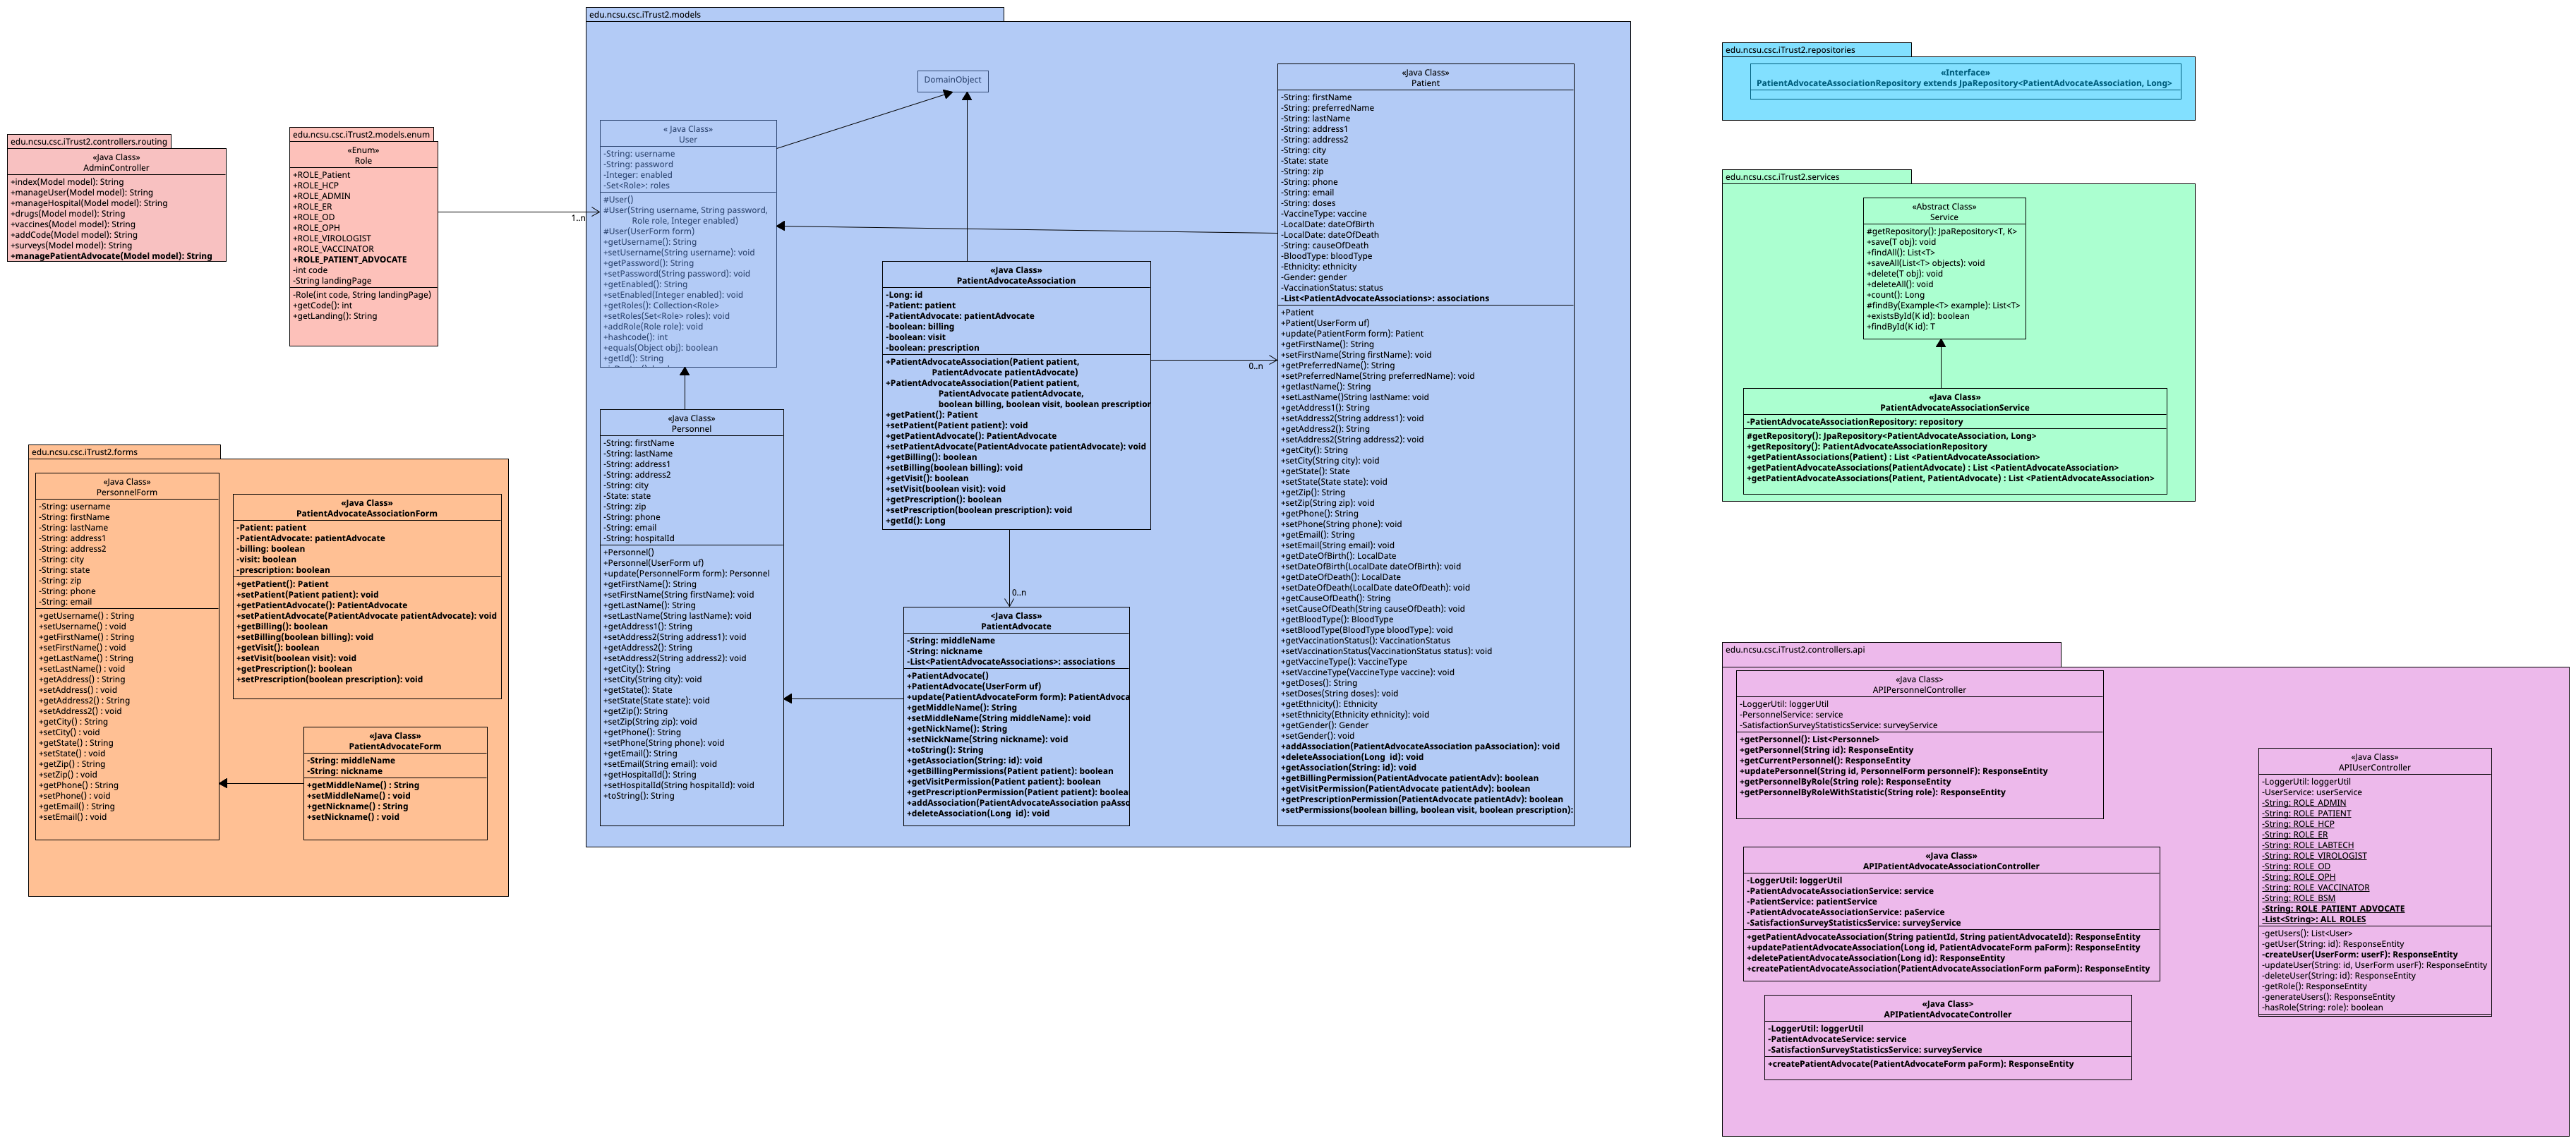 edu.ncsu.csc.iTrust2.controllers.routing
«Java Class»
AdminController
+index(Model model): String
+manageUser(Model model): String
+manageHospital(Model model): String
+drugs(Model model): String
+vaccines(Model model): String
+addCode(Model model): String
+surveys(Model model): String
+managePatientAdvocate(Model model): String
edu.ncsu.csc.iTrust2.models.enum
«Enum»
Role
+ROLE_Patient
+ROLE_HCP
+ROLE_ADMIN
+ROLE_ER
+ROLE_OD
+ROLE_OPH
+ROLE_VIROLOGIST
+ROLE_VACCINATOR
+ROLE_PATIENT_ADVOCATE
-int code
-String landingPage
-Role(int code, String landingPage)
+getCode(): int
+getLanding(): String
1..n
edu.ncsu.csc.iTrust2.forms
«Java Class»
PersonnelForm
-String: username
-String: firstName
-String: lastName
-String: address1
-String: address2
-String: city
-String: state
-String: zip
-String: phone
-String: email
+getUsername() : String
+setUsername() : void
+getFirstName() : String
+setFirstName() : void
+getLastName() : String
+setLastName() : void
+getAddress() : String
+setAddress() : void
+getAddress2() : String
+setAddress2() : void
+getCity() : String
+setCity() : void
+getState() : String
+setState() : void
+getZip() : String
+setZip() : void
+getPhone() : String
+setPhone() : void
+getEmail() : String
+setEmail() : void
«Java Class»
PatientAdvocateAssociationForm
-Patient: patient
-PatientAdvocate: patientAdvocate
-billing: boolean
-visit: boolean
-prescription: boolean
+getPatient(): Patient
+setPatient(Patient patient): void
+getPatientAdvocate(): PatientAdvocate
+setPatientAdvocate(PatientAdvocate patientAdvocate): void
+getBilling(): boolean
+setBilling(boolean billing): void
+getVisit(): boolean
+setVisit(boolean visit): void
+getPrescription(): boolean
+setPrescription(boolean prescription): void
«Java Class»
PatientAdvocateForm
-String: middleName
-String: nickname
+getMiddleName() : String
+setMiddleName() : void
+getNickname() : String
+setNickname() : void
edu.ncsu.csc.iTrust2.models
DomainObject
« Java Class»
User
-String: username
-String: password
-Integer: enabled
-Set<Role>: roles
#User()
#User(String username, String password,
Role role, Integer enabled)
#User(UserForm form)
+getUsername(): String
+setUsername(String username): void
+getPassword(): String
+setPassword(String password): void
+getEnabled(): String
+setEnabled(Integer enabled): void
+getRoles(): Collection<Role>
+setRoles(Set<Role> roles): void
+addRole(Role role): void
+hashcode(): int
+equals(Object obj): boolean
+getId(): String
«Java Class»
Personnel
-String: firstName
-String: lastName
-String: address1
-String: address2
-String: city
-State: state
-String: zip
-String: phone
-String: email
-String: hospitalId
+Personnel()
+Personnel(UserForm uf)
+update(PersonnelForm form): Personnel
+getFirstName(): String
+setFirstName(String firstName): void
+getLastName(): String
+setLastName(String lastName): void
+getAddress1(): String
+setAddress2(String address1): void
+getAddress2(): String
+setAddress2(String address2): void
+getCity(): String
+setCity(String city): void
+getState(): State
+setState(State state): void
+getZip(): String
+setZip(String zip): void
+getPhone(): String
+setPhone(String phone): void
+getEmail(): String
+setEmail(String email): void
+getHospitalId(): String
+setHospitalId(String hospitalId): void
+toString(): String
«Java Class»
PatientAdvocateAssociation
-Long: id
-Patient: patient
-PatientAdvocate: patientAdvocate
-boolean: billing
-boolean: visit
-boolean: prescription
+PatientAdvocateAssociation(Patient patient,
PatientAdvocate patientAdvocate)
+PatientAdvocateAssociation(Patient patient,
PatientAdvocate patientAdvocate,
boolean billing, boolean visit, boolean prescription
+getPatient(): Patient
+setPatient(Patient patient): void
+getPatientAdvocate(): PatientAdvocate
+setPatientAdvocate(PatientAdvocate patientAdvocate): void
+getBilling(): boolean
+setBilling(boolean billing): void
+getVisit(): boolean
+setVisit(boolean visit): void
+getPrescription(): boolean
+setPrescription(boolean prescription): void
+getId(): Long
0..n
0..n
<Java Class»
PatientAdvocate
-String: middleName
-String: nickname
-List<PatientAdvocateAssociations>: associations
+PatientAdvocate()
+PatientAdvocate(UserForm uf)
+update(PatientAdvocateForm form): PatientAdvoca
+getMiddleName(): String
+setMiddleName(String middleName): void
+getNickName(): String
+setNickName(String nickname): void
+toString(): String
+getAssociation(String: id): void
+getBillingPermissions(Patient patient): boolean
+getVisitPermission(Patient patient): boolean
+getPrescriptionPermission(Patient patient): boolea
+addAssociation(PatientAdvocateAssociation paAsso
+deleteAssociation(Long  id): void
«Java Class»
Patient
-String: firstName
-String: preferredName
-String: lastName
-String: address1
-String: address2
-String: city
-State: state
-String: zip
-String: phone
-String: email
-String: doses
-VaccineType: vaccine
-LocalDate: dateOfBirth
-LocalDate: dateOfDeath
-String: causeOfDeath
-BloodType: bloodType
-Ethnicity: ethnicity
-Gender: gender
-VaccinationStatus: status
-List<PatientAdvocateAssociations>: associations
+Patient
+Patient(UserForm uf)
+update(PatientForm form): Patient
+getFirstName(): String
+setFirstName(String firstName): void
+getPreferredName(): String
+setPreferredName(String preferredName): void
+getlastName(): String
+setLastName()String lastName: void
+getAddress1(): String
+setAddress2(String address1): void
+getAddress2(): String
+setAddress2(String address2): void
+getCity(): String
+setCity(String city): void
+getState(): State
+setState(State state): void
+getZip(): String
+setZip(String zip): void
+getPhone(): String
+setPhone(String phone): void
+getEmail(): String
+setEmail(String email): void
+getDateOfBirth(): LocalDate
+setDateOfBirth(LocalDate dateOfBirth): void
+getDateOfDeath(): LocalDate
+setDateOfDeath(LocalDate dateOfDeath): void
+getCauseOfDeath(): String
+setCauseOfDeath(String causeOfDeath): void
+getBloodType(): BloodType
+setBloodType(BloodType bloodType): void
+getVaccinationStatus(): VaccinationStatus
+setVaccinationStatus(VaccinationStatus status): void
+getVaccineType(): VaccineType
+setVaccineType(VaccineType vaccine): void
+getDoses(): String
+setDoses(String doses): void
+getEthnicity(): Ethnicity
+setEthnicity(Ethnicity ethnicity): void
+getGender(): Gender
+setGender(): void
+addAssociation(PatientAdvocateAssociation paAssociation): void
+deleteAssociation(Long  id): void
+getAssociation(String: id): void
+getBillingPermission(PatientAdvocate patientAdv): boolean
+getVisitPermission(PatientAdvocate patientAdv): boolean
+getPrescriptionPermission(PatientAdvocate patientAdv): boolean
+setPermissions(boolean billing, boolean visit, boolean prescription):
edu.ncsu.csc.iTrust2.repositories
«Interface»
PatientAdvocateAssociationRepository extends JpaRepository<PatientAdvocateAssociation, Long>
edu.ncsu.csc.iTrust2.services
«Abstract Class»
Service
#getRepository(): JpaRepository<T, K>
+save(T obj): void
+findAll(): List<T>
+saveAll(List<T> objects): void
+delete(T obj): void
+deleteAll(): void
+count(): Long
#findBy(Example<T> example): List<T>
+existsById(K id): boolean
+findById(K id): T
«Java Class»
PatientAdvocateAssociationService
-PatientAdvocateAssociationRepository: repository
#getRepository(): JpaRepository<PatientAdvocateAssociation, Long>
+getRepository(): PatientAdvocateAssociationRepository
+getPatientAssociations(Patient) : List <PatientAdvocateAssociation>
+getPatientAdvocateAssociations(PatientAdvocate) : List <PatientAdvocateAssociation>
+getPatientAdvocateAssociations(Patient, PatientAdvocate) : List <PatientAdvocateAssociation>
edu.ncsu.csc.iTrust2.controllers.api
«Java Class>
APIPersonnelController
-LoggerUtil: loggerUtil
-PersonnelService: service
-SatisfactionSurveyStatisticsService: surveyService
+getPersonnel(): List<Personnel>
+getPersonnel(String id): ResponseEntity
+getCurrentPersonnel(): ResponseEntity
+updatePersonnel(String id, PersonnelForm personnelF): ResponseEntity
+getPersonnelByRole(String role): ResponseEntity
+getPersonnelByRoleWithStatistic(String role): ResponseEntity
«Java Class»
APIPatientAdvocateAssociationController
-LoggerUtil: loggerUtil
-PatientAdvocateAssociationService: service
-PatientService: patientService
-PatientAdvocateAssociationService: paService
-SatisfactionSurveyStatisticsService: surveyService
+getPatientAdvocateAssociation(String patientId, String patientAdvocateId): ResponseEntity
+updatePatientAdvocateAssociation(Long id, PatientAdvocateForm paForm): ResponseEntity
+deletePatientAdvocateAssociation(Long id): ResponseEntity
+createPatientAdvocateAssociation(PatientAdvocateAssociationForm paForm): ResponseEntity
«Java Class>
APIPatientAdvocateController
-LoggerUtil: loggerUtil
-PatientAdvocateService: service
-SatisfactionSurveyStatisticsService: surveyService
+createPatientAdvocate(PatientAdvocateForm paForm): ResponseEntity
«Java Class»
APIUserController
-LoggerUtil: loggerUtil
-UserService: userService
-String: ROLE_ADMIN
-String: ROLE_PATIENT
-String: ROLE_HCP
-String: ROLE_ER
-String: ROLE_LABTECH
-String: ROLE_VIROLOGIST
-String: ROLE_OD
-String: ROLE_OPH
-String: ROLE_VACCINATOR
-String: ROLE_BSM
-String: ROLE_PATIENT_ADVOCATE
-List<String>: ALL_ROLES
-getUsers(): List<User>
-getUser(String: id): ResponseEntity
-createUser(UserForm: userF): ResponseEntity
-updateUser(String: id, UserForm userF): ResponseEntity
-deleteUser(String: id): ResponseEntity
-getRole(): ResponseEntity
-generateUsers(): ResponseEntity
-hasRole(String: role): boolean